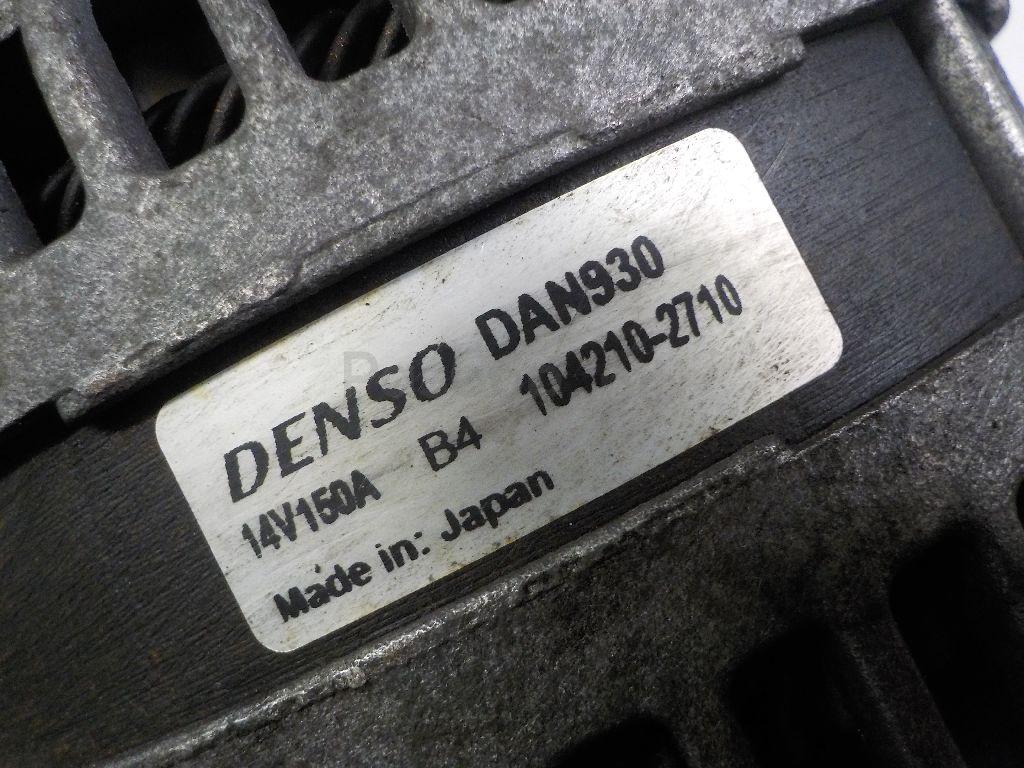 DENSO DAN930
14V150A B4 104210-2710
Made in: Japan